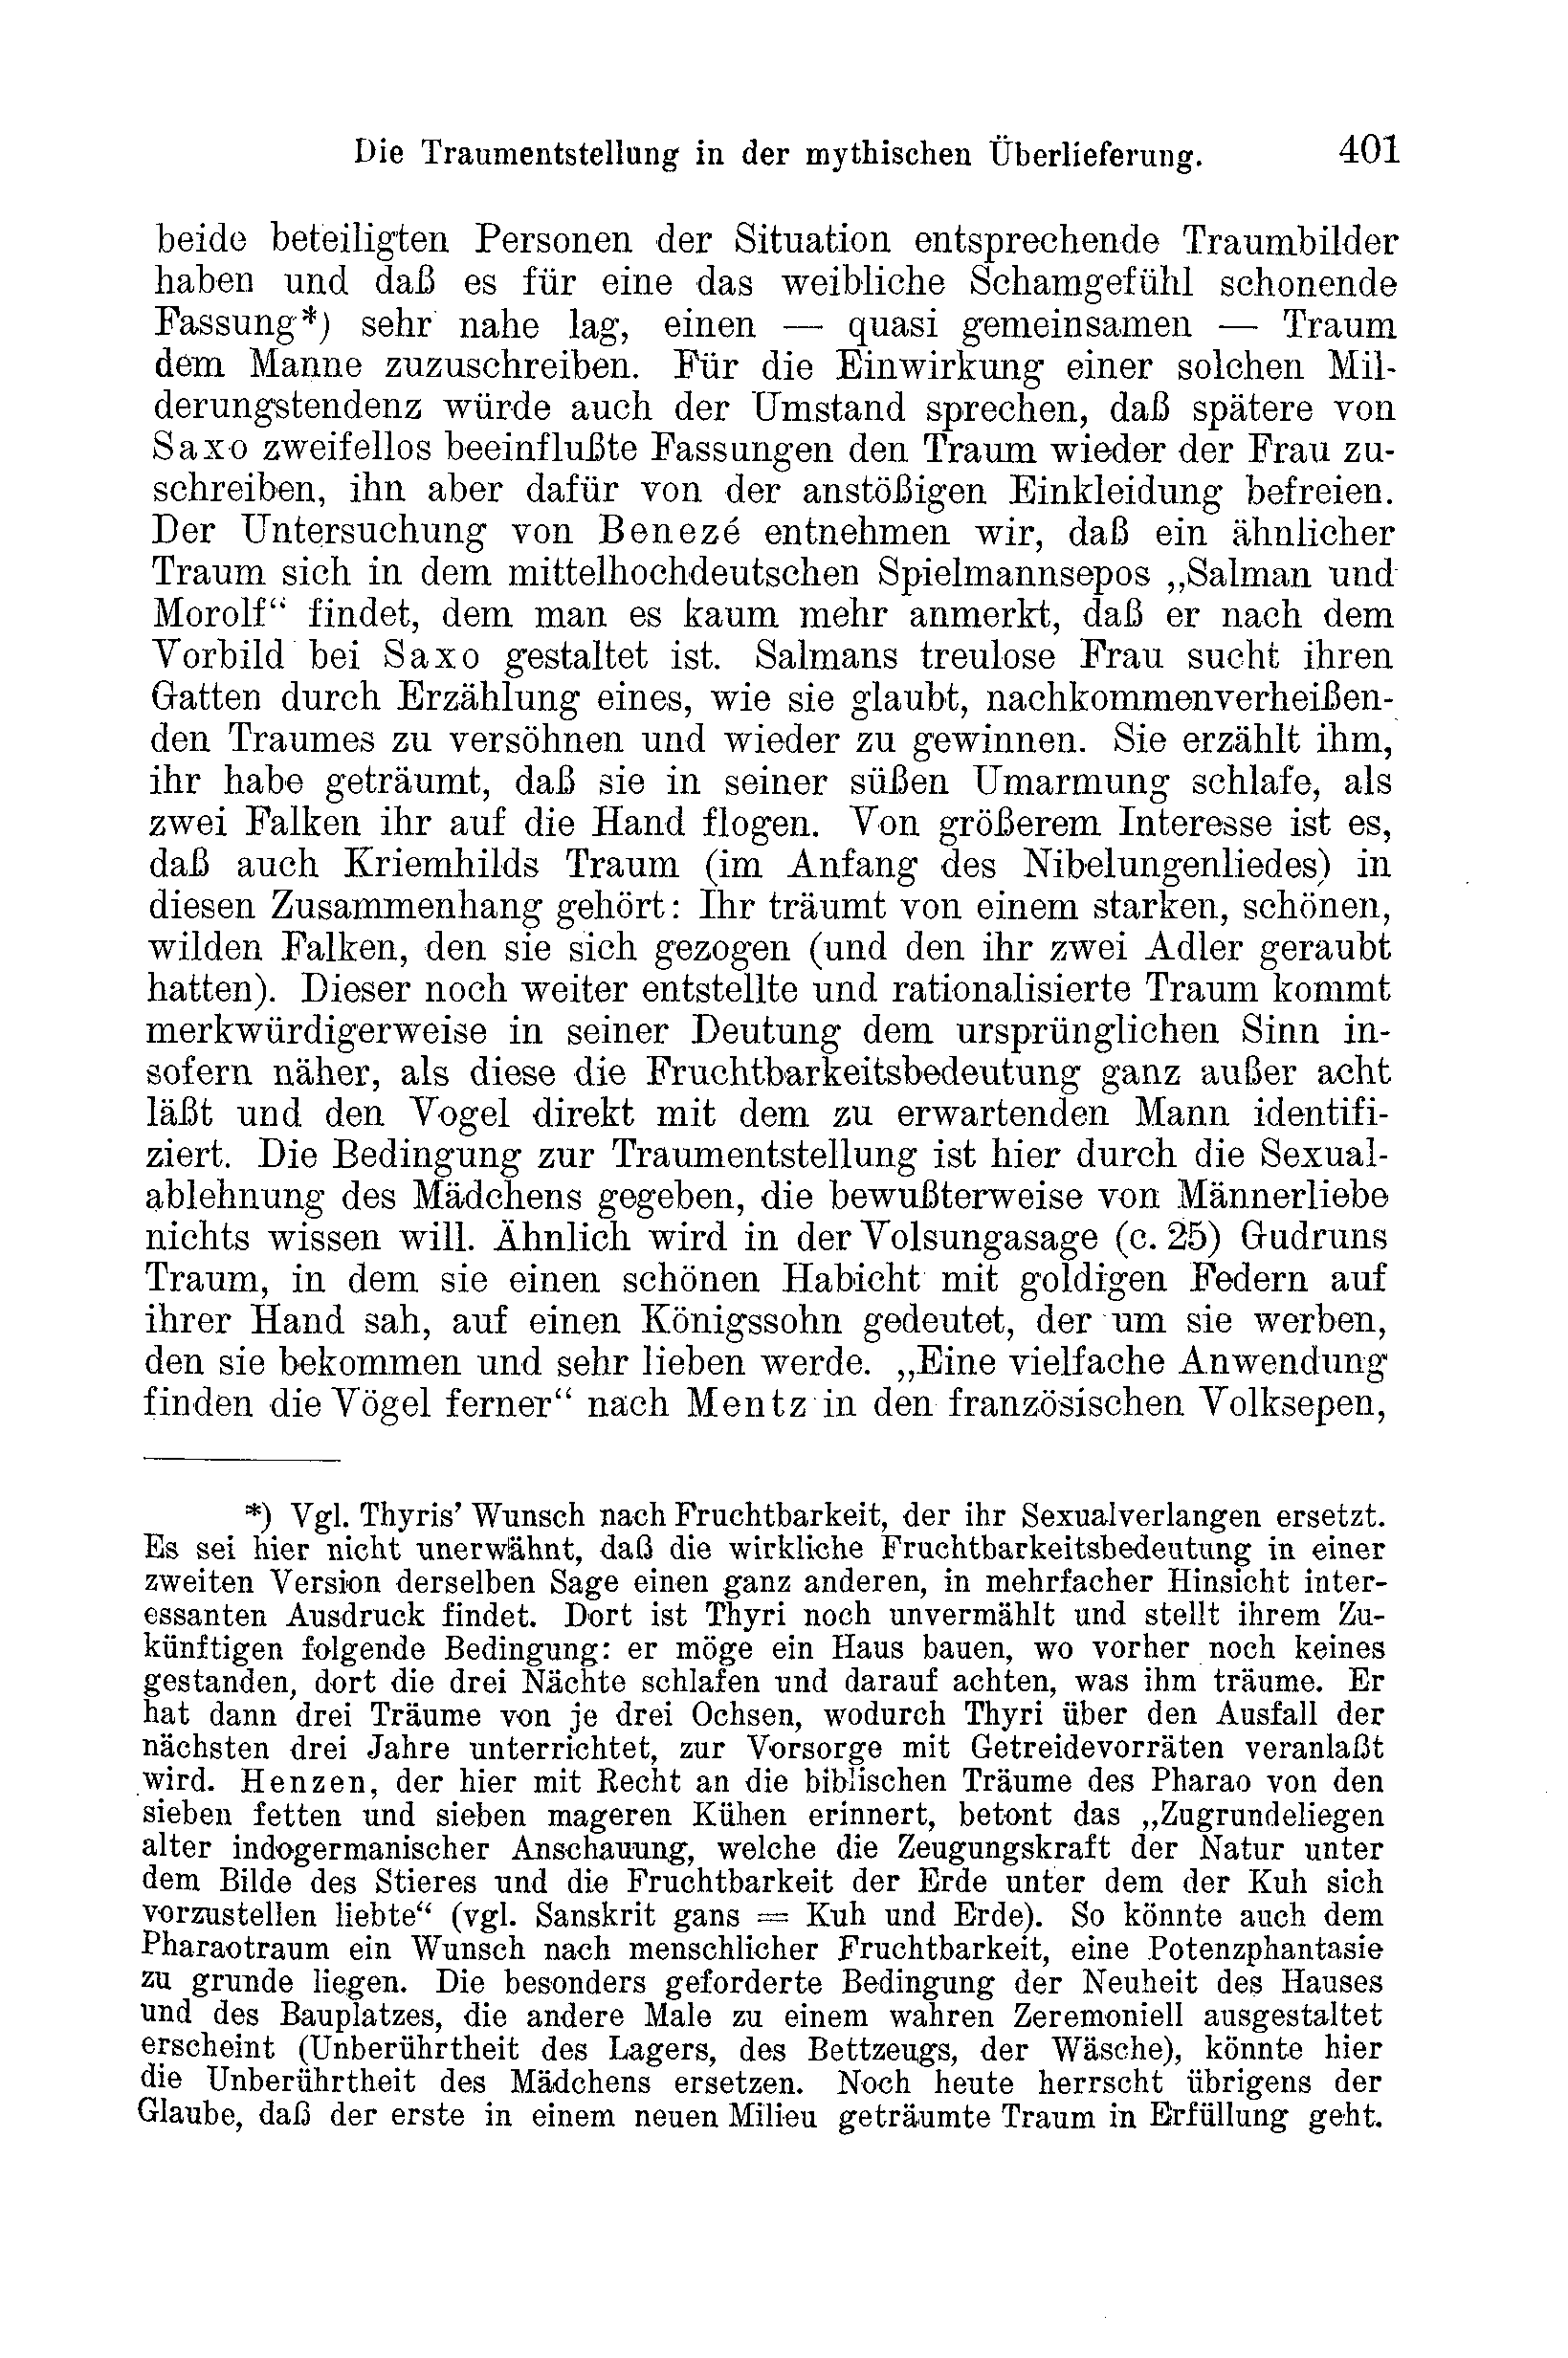 Die Traumentstellung in der mythischen Überlieferung. 401
beide beteiligten Personen der Situation entsprechende Traumbilder
haben und daß es für eine das weibliche Schamgefühl schonende
Fassung*) sehr nahe lag, einen — quasi gemeinsamen — Traum
dem Manne zuzuschreiben. Für die Einwirkung einer solchen Mil-
derungstendenz würde auch der Umstand sprechen, daß spätere von
Saxo zweifellos beeinflußte Fassungen den Traum wieder der Frau zu-
schreiben, ihn aber dafür von der anstößigen Einkleidung befreien.
Der Untersuchung von Benezé entnehmen wir, daß ein ähnlicher
Traum sich in dem mittelhochdeutschen Spielmannsepos „Salman und
Morolf“ findet, dem man es kaum mehr anmerkt, daß er nach dem
Vorbild bei Saxo gestaltet ist. Salmans treulose Frau sucht ihren
Gatten durch Erzählung eines, wie sie glaubt, nachkommenverheißen-
den Traumes zu versöhnen und wieder zu gewinnen. Sie erzählt ihm,
ihr habe geträumt, daß sie in seiner süßen Umarmung schlafe, als
zwei Falken ihr auf die Hand flogen. Von größerem Interesse ist es,
daß auch Kriemhilds Traum (im Anfang des Nibelungenliedes) in
diesen Zusammenhang gehört: Ihr träumt von einem starken, schönen,
wilden Falken, den sie sich gezogen (und den ihr zwei Adler geraubt
hatten). Dieser noch weiter entstellte und rationalisierte Traum kommt
merkwürdigerweise in seiner Deutung dem ursprünglichen Sinn in-
sofern näher, als diese die Fruchtbarkeitsbedeutung ganz außer acht
läßt und den Vogel direkt mit dem zu erwartenden Mann identifi-
ziert. Die Bedingung zur Traumentstellung ist hier durch die Sexual-
ablehnung des Mädchens gegeben, die bewußterweise von Männerliebe
nichts wissen will. Ähnlich wird in der Volsungasage (c. 25) Gudruns
Traum, in dem sie einen schönen Habicht mit goldigen Federn auf
ihrer Hand sah, auf einen Königssohn gedeutet, der um sie werben,
den sie bekommen und sehr lieben werde. „Eine vielfache Anwendung
finden die Vögel ferner“ nach Mentz in den französischen Volksepen,
*) Vgl. Thyris’ Wunsch nach Fruchtbarkeit, der ihr Sexualverlangen ersetzt.
Es sei hier nicht unerwähnt, daß die wirkliche Fruchtbarkeitsbedeutung in einer
zweiten Version derselben Sage einen ganz anderen, in mehrfacher Hinsicht inter-
essanten Ausdruck findet. Dort ist Thyri noch unvermählt und stellt ihrem Zu-
künftigen folgende Bedingung: er möge ein Haus bauen, wo vorher noch keines
gestanden, dort die drei Nächte schlafen und darauf achten, was ihm träume. Er
hat dann drei Träume von je drei Ochsen, wodurch Thyri über den Ausfall der
nächsten drei Jahre unterrichtet, zur Vorsorge mit Getreidevorräten veranlaßt
wird. Henzen, der hier mit Recht an die biblischen Träume des Pharao von den
sieben fetten und sieben mageren Kühen erinnert, betont das „Zugrundeliegen
alter indogermanischer Anschauung, welche die Zeugungskraft der Natur unter
dem Bilde des Stieres und die Fruchtbarkeit der Erde unter dem der Kuh sich
vorzustellen liebte“ (vgl. Sanskrit gans = Kuh und Erde). So könnte auch dem
Pharaotraum ein Wunsch nach menschlicher Fruchtbarkeit, eine Potenzphantasie
zu grunde liegen. Die besonders geforderte Bedingung der Neuheit des Hauses
und des Bauplatzes, die andere Male zu einem wahren Zeremoniell ausgestaltet
erscheint (Unberührtheit des Lagers, des Bettzeugs, der Wäsche), könnte hier
die Unberührtheit des Mädchens ersetzen. Noch heute herrscht übrigens der
Glaube, daß der erste in einem neuen Milieu geträumte Traum in Erfüllung geht.